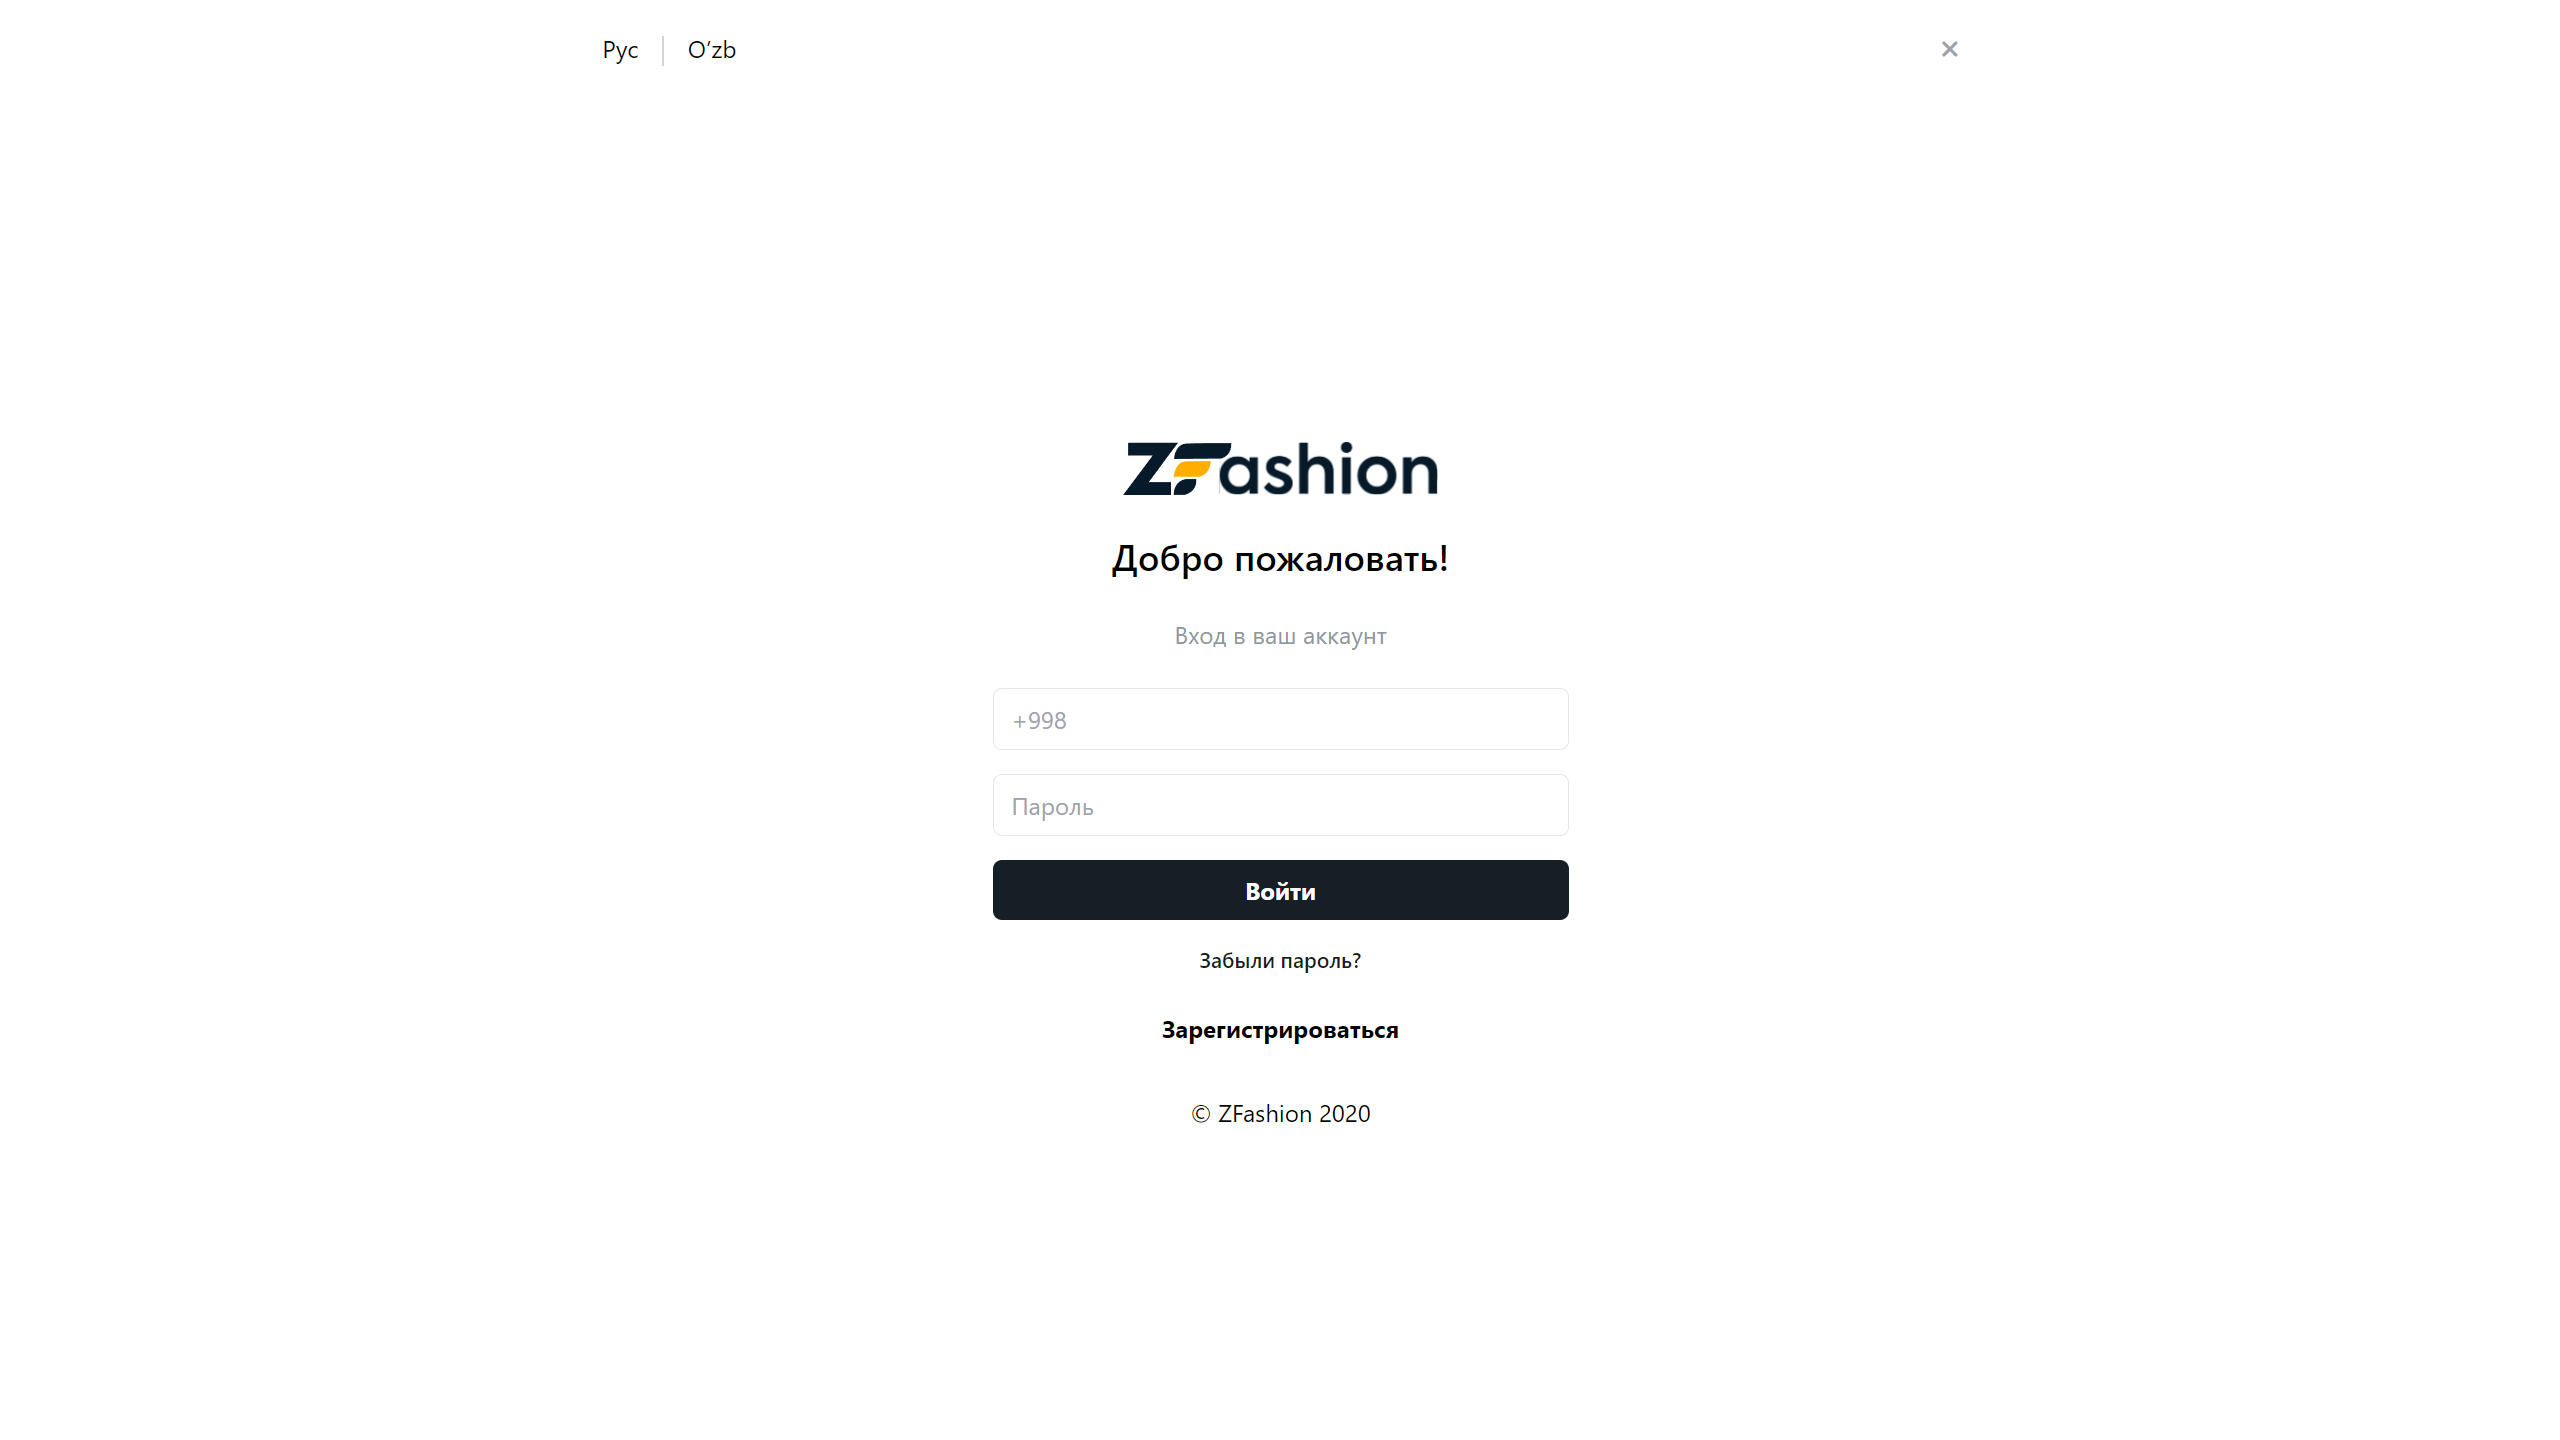 Рус
O‘zb
ZFashion
Добро пожаловать!
Вход в ваш аккаунт
+998
Пароль
Войти
Забыли пароль?
Зарегистрироваться
© ZFashion 2020